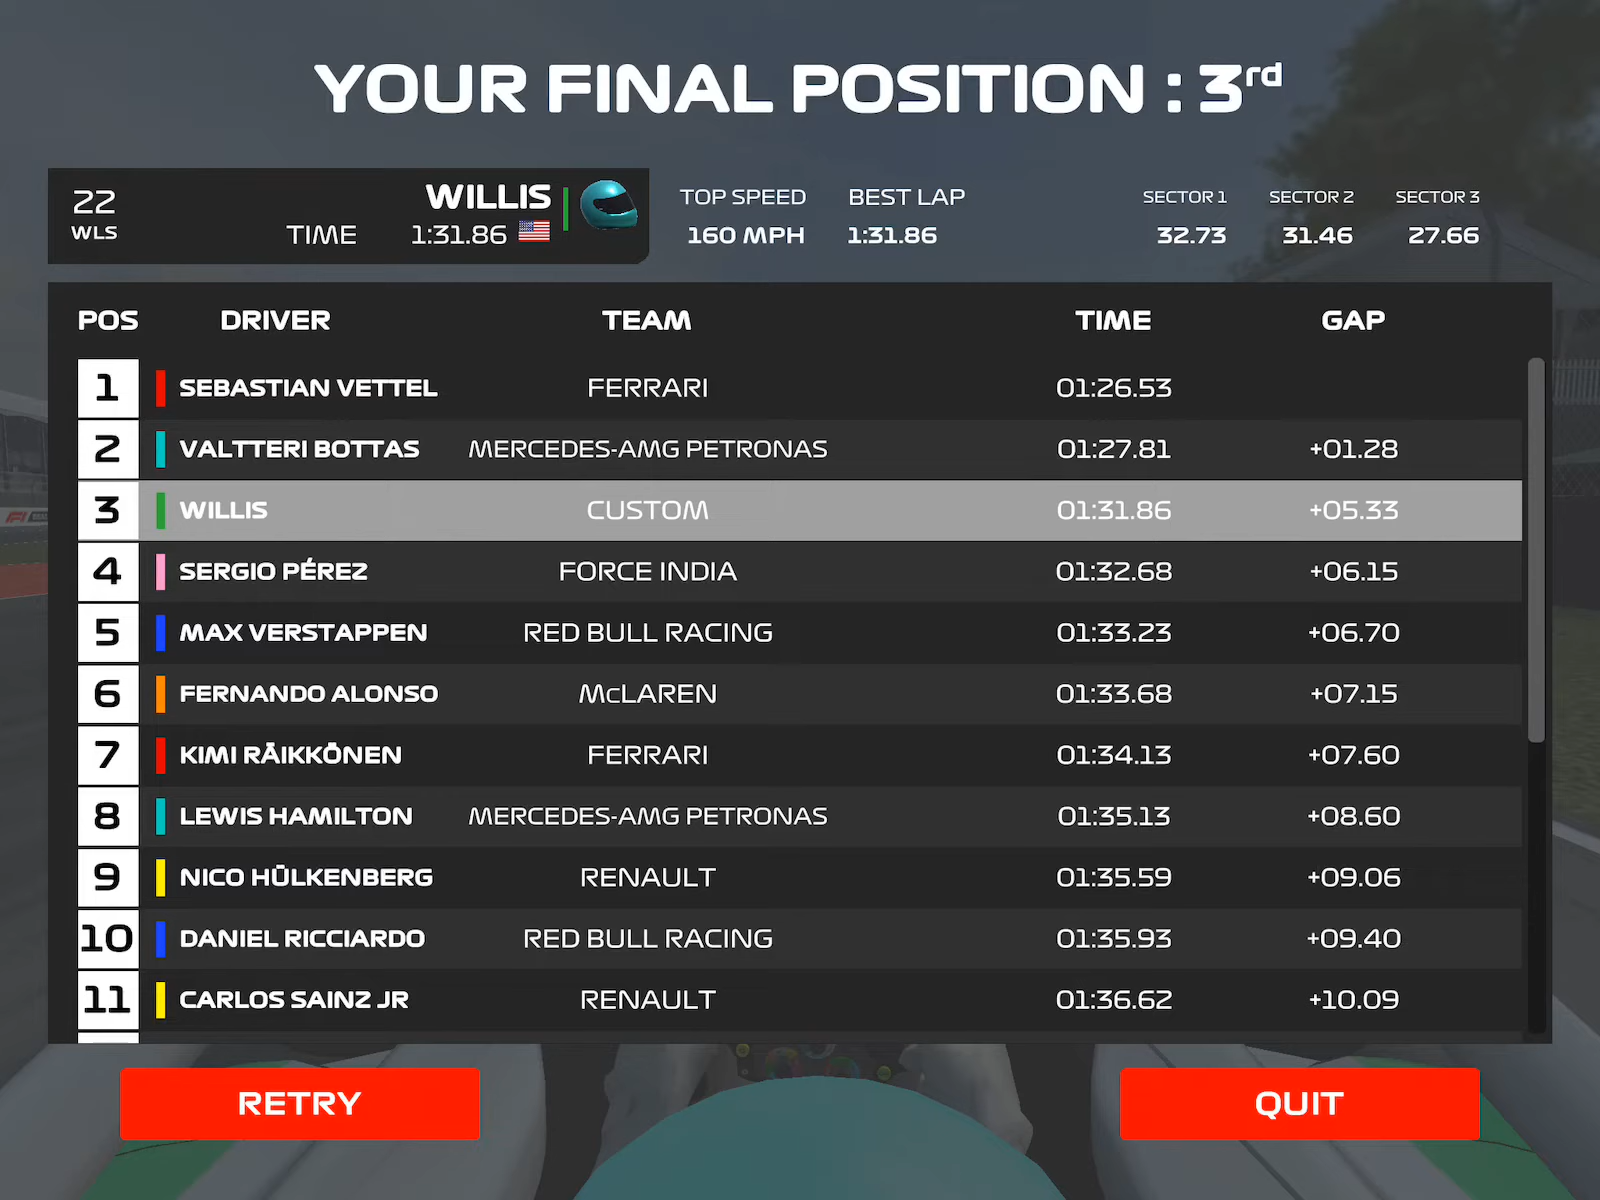 YOUR FINAL POSITION : 3rd
22 WILLIS TOP SPEED BEST LAP SECTOR 1 SECTOR 2 SECTOR 3
WLS TIME 1:31.86 160 MPH 1:31.86 32.73 31.46 27.66
POS DRIVER TEAM TIME GAP
1 SEBASTIAN VETTEL FERRARI 01:26.53
2 VALTTERI BOTTAS MERCEDES-AMG PETRONAS 01:27.81 +01.28
3 WILLIS CUSTOM 01:31.86 +05.33
4 SERGIO PÉREZ FORCE INDIA 01:32.68 +06.15
5 MAX VERSTAPPEN RED BULL RACING 01:33.23 +06.70
6 FERNANDO ALONSO McLAREN 01:33.68 +07.15
7 KIMI RÄIKKÖNEN FERRARI 01:34.13 +07.60
8 LEWIS HAMILTON MERCEDES-AMG PETRONAS 01:35.13 +08.60
9 NICO HÜLKENBERG RENAULT 01:35.59 +09.06
10 DANIEL RICCIARDO RED BULL RACING 01:35.93 +09.40
11 CARLOS SAINZ JR RENAULT 01:36.62 +10.09
RETRY QUIT